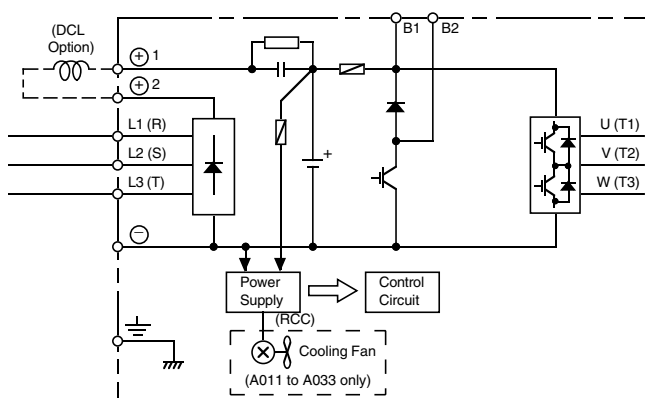 B1 B2
(DCL
Option)
⊕ 1
⊕ 2
L1 (R)
L2 (S)
L3 (T)
+
U (T1)
V (T2)
W (T3)
⊖
Power
Supply
Control
Circuit
(RCC)
Cooling Fan
(A011 to A033 only)